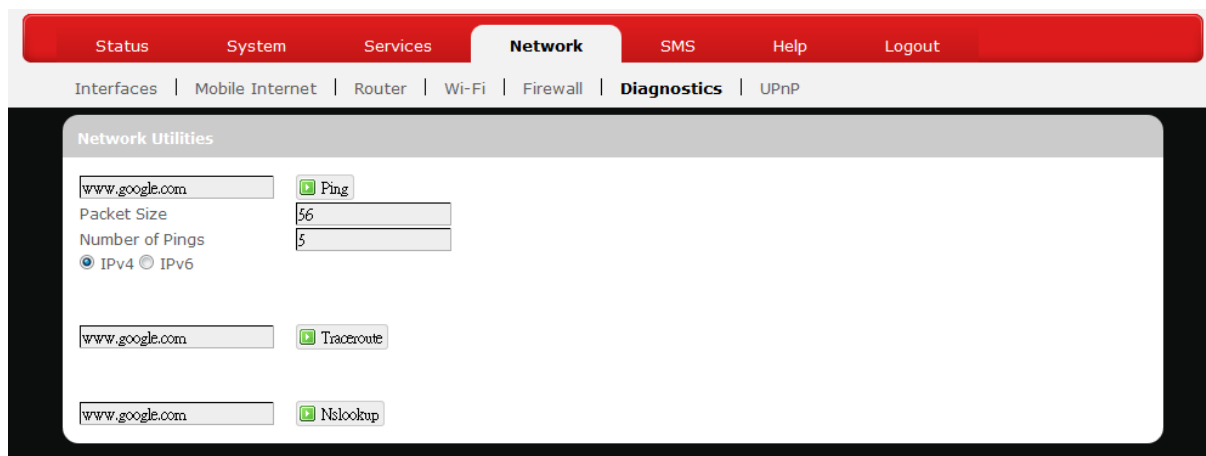 Status System Services Network SMS Help Logout
Interfaces | Mobile Internet | Router | Wi-Fi | Firewall | Diagnostics | UPnP
Network Utilities
www.google.com Ping
Packet Size 56
Number of Pings 5
IPv4 IPv6
www.google.com Traceroute
www.google.com Nslookup